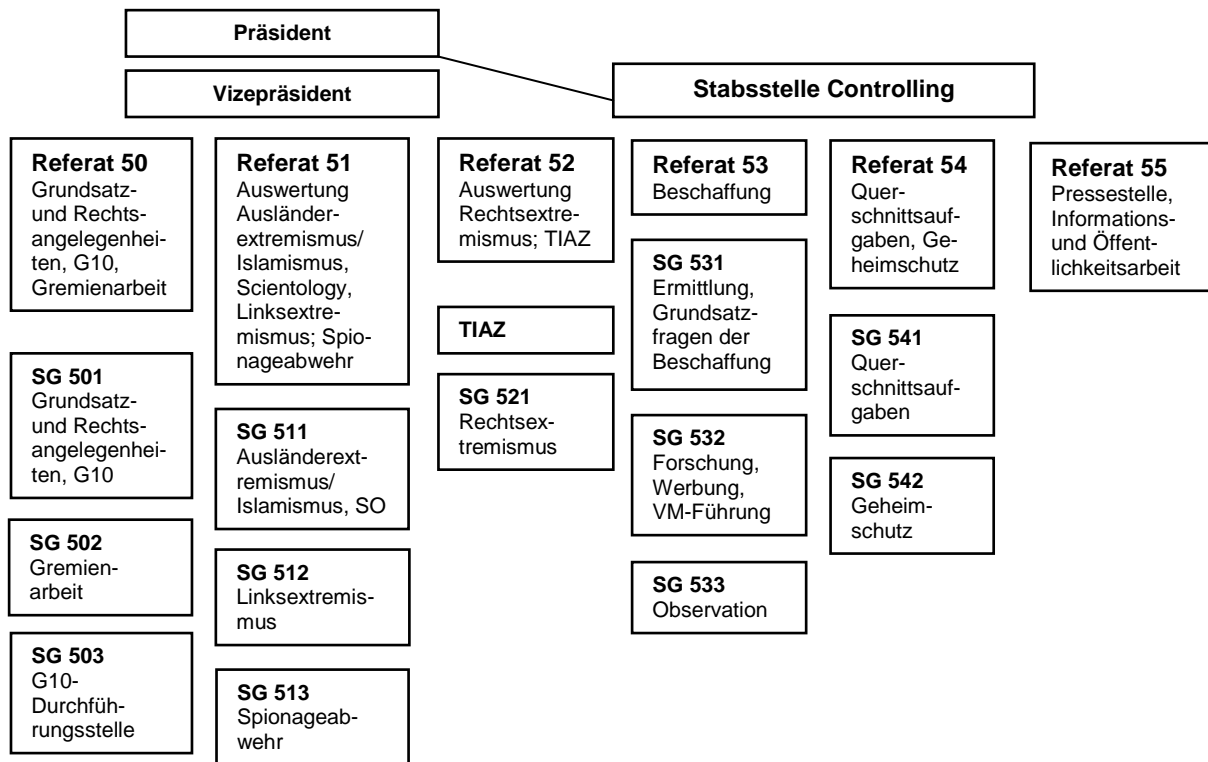 Präsident
Vizepräsident
Stabsstelle Controlling
Referat 50
Grundsatz-
und Rechts-
angelegenhei-
ten, G10,
Gremienarbeit
SG 501
Grundsatz-
und Rechts-
angelegenhei-
ten, G10
SG 502
Gremien-
arbeit
SG 503
G10-
Durchfüh-
rungsstelle
Referat 51
Auswertung
Ausländer-
extremismus/
Islamismus,
Scientology,
Linksextre-
mismus; Spio-
nageabwehr
SG 511
Ausländerext-
remismus/
Islamismus, SO
SG 512
Linksextremis-
mus
SG 513
Spionageab-
wehr
Referat 52
Auswertung
Rechtsextre-
mismus; TIAZ
TIAZ
SG 521
Rechtsex-
tremismus
Referat 53
Beschaffung
SG 531
Ermittlung,
Grundsatz-
fragen der
Beschaffung
SG 532
Forschung,
Werbung,
VM-Führung
SG 533
Observation
Referat 54
Quer-
schnittsauf-
gaben, Ge-
heimschutz
SG 541
Quer-
schnittsauf-
gaben
SG 542
Geheim-
schutz
Referat 55
Pressestelle,
Informations-
und Öffent-
lichkeitsarbeit